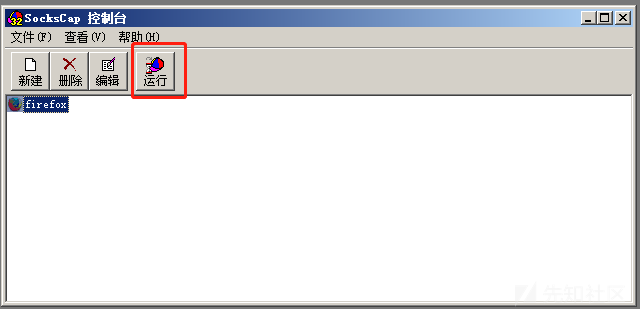 32
SocksCap 控制台
文件(F) 查看(V) 帮助(H)
新建 删除 编辑 运行
firefox
先知社区